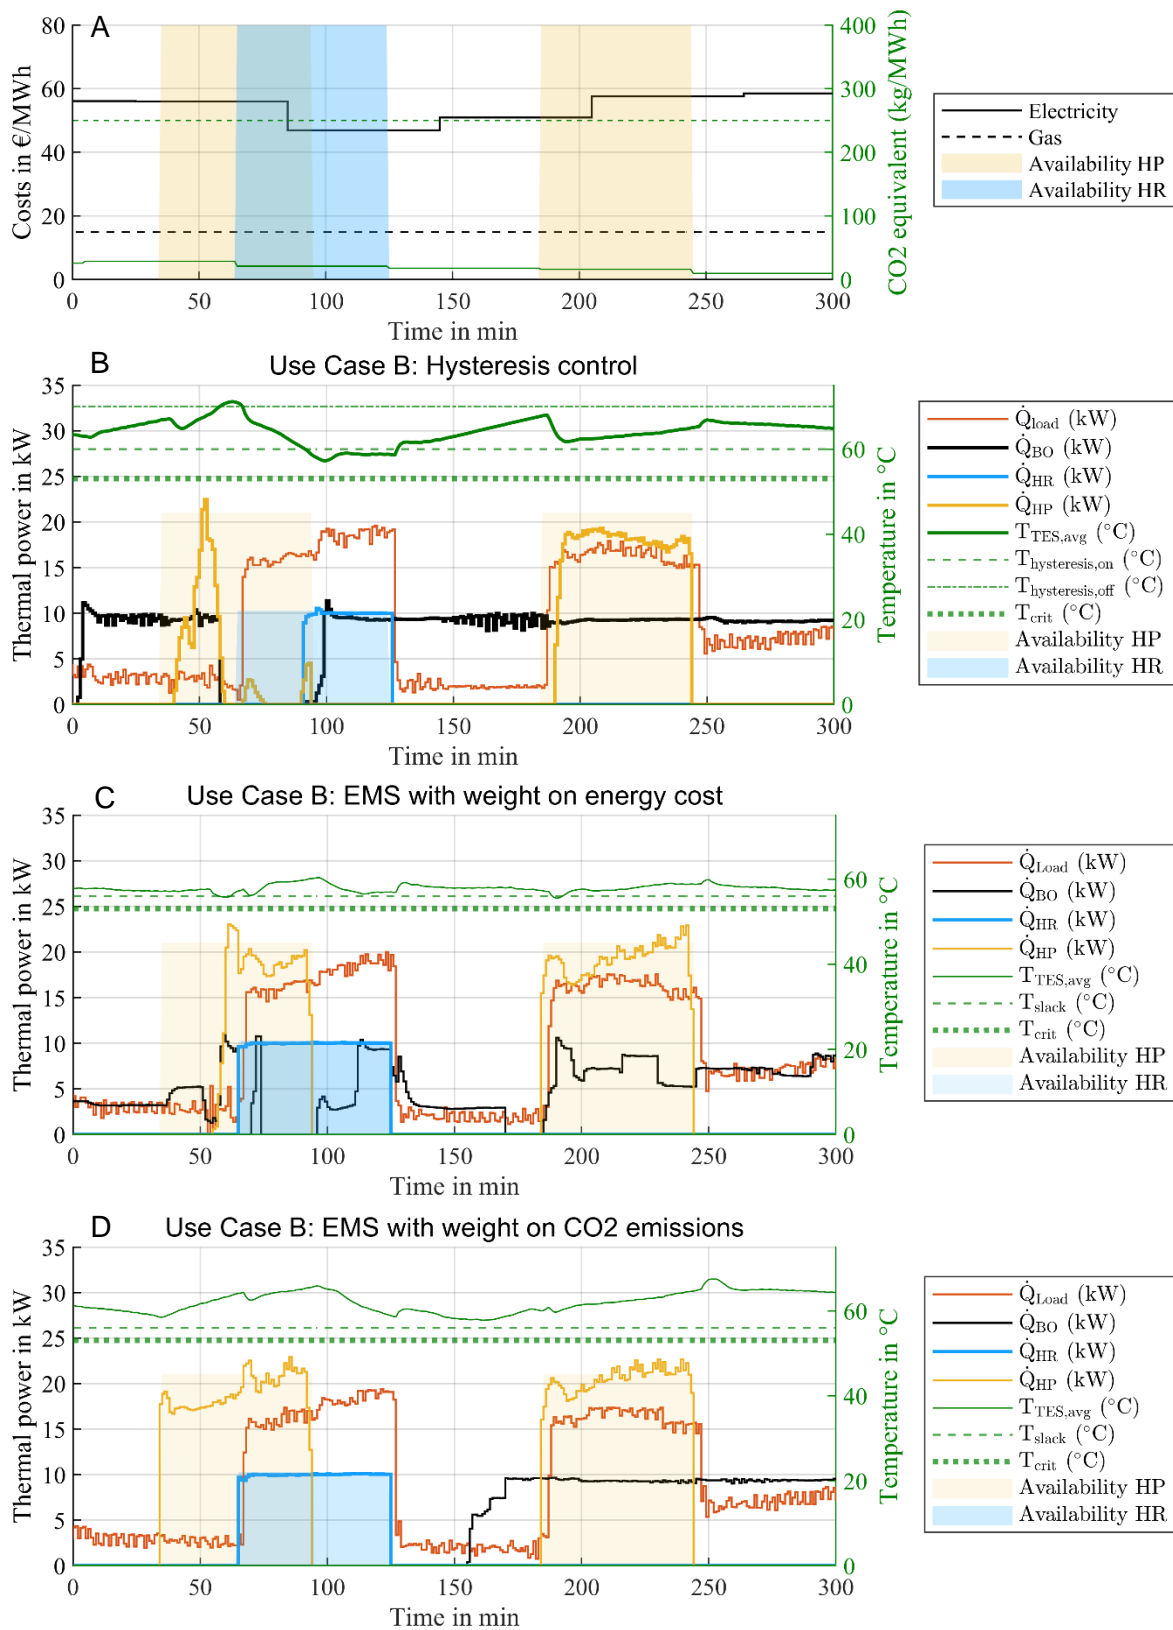 A
80
60
40
20
0
Costs in €/MWh
400
300
200
100
0
CO2 equivalent (kg/MWh)
0 50 100 150 200 250 300
Time in min
Electricity
Gas
Availability HP
Availability HR
B
Use Case B: Hysteresis control
35
30
25
20
15
10
5
0
Thermal power in kW
60
40
20
0
Temperature in °C
0 50 100 150 200 250 300
Time in min
Q̇load (kW)
Q̇BO (kW)
Q̇HR (kW)
Q̇HP (kW)
TTES,avg (°C)
Thysteresis,on (°C)
Thysteresis,off (°C)
Tcrit (°C)
Availability HP
Availability HR
C
Use Case B: EMS with weight on energy cost
35
30
25
20
15
10
5
0
Thermal power in kW
60
40
20
0
Temperature in °C
0 50 100 150 200 250 300
Time in min
Q̇Load (kW)
Q̇BO (kW)
Q̇HR (kW)
Q̇HP (kW)
TTES,avg (°C)
Tslack (°C)
Tcrit (°C)
Availability HP
Availability HR
D
Use Case B: EMS with weight on CO2 emissions
35
30
25
20
15
10
5
0
Thermal power in kW
60
40
20
0
Temperature in °C
0 50 100 150 200 250 300
Time in min
Q̇Load (kW)
Q̇BO (kW)
Q̇HR (kW)
Q̇HP (kW)
TTES,avg (°C)
Tslack (°C)
Tcrit (°C)
Availability HP
Availability HR